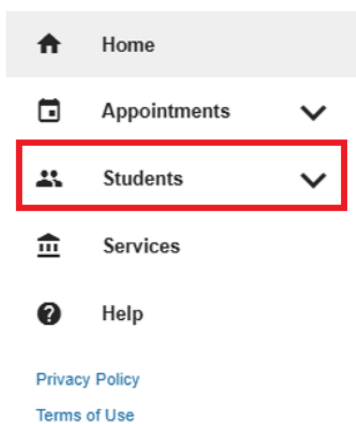 Home
Appointments
Students
Services
Help
Privacy Policy
Terms of Use